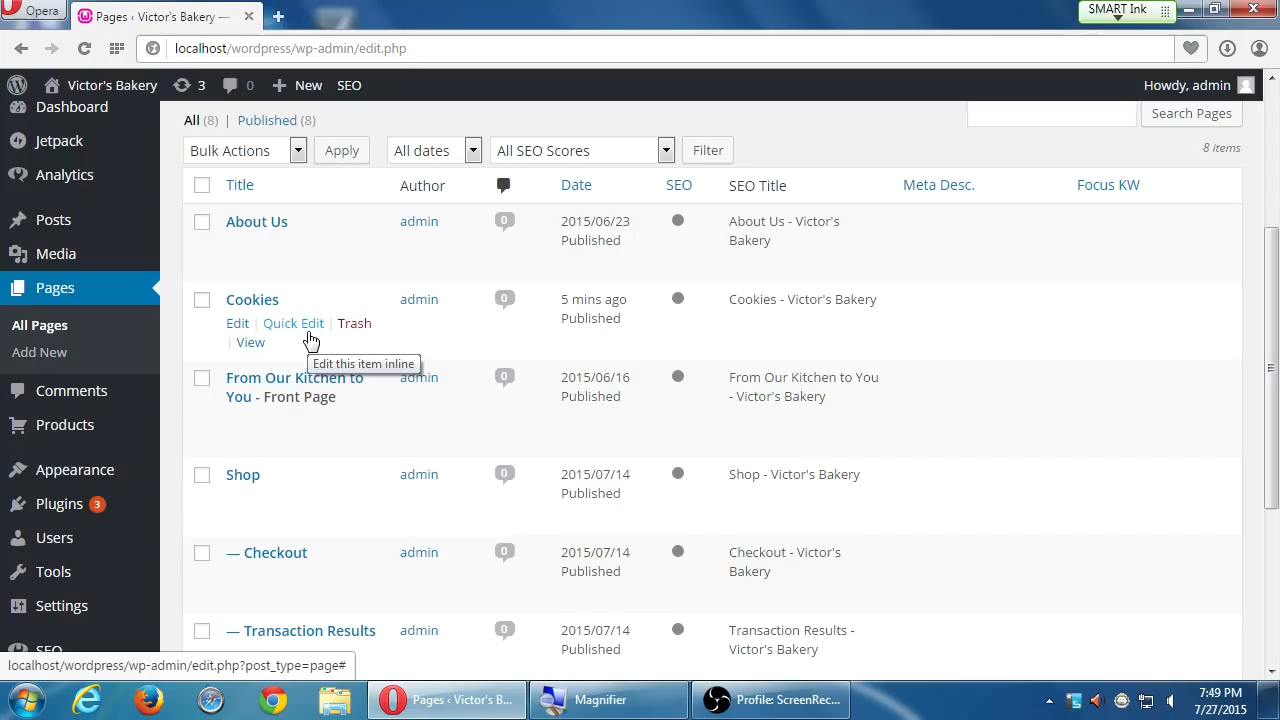 Opera
Pages ‹ Victor's Bakery —
SMART Ink
localhost/wordpress/wp-admin/edit.php
Victor's Bakery 3 0 New SEO Howdy, admin
Dashboard
Jetpack
Analytics
Posts
Media
Pages
All Pages
Add New
Comments
Products
Appearance
Plugins 3
Users
Tools
Settings
SEO
All (8) | Published (8)
Search Pages
Bulk Actions Apply All dates All SEO Scores Filter
8 items
Title Author Date SEO SEO Title Meta Desc. Focus KW
About Us admin 0 2015/06/23 About Us - Victor's
Published Bakery
Cookies admin 0 5 mins ago Cookies - Victor's Bakery
Edit | Quick Edit | Trash Published
| View
Edit this item inline
From Our Kitchen to admin 0 2015/06/16 From Our Kitchen to You
You - Front Page Published - Victor's Bakery
Shop admin 0 2015/07/14 Shop - Victor's Bakery
Published
— Checkout admin 0 2015/07/14 Checkout - Victor's
Published Bakery
— Transaction Results admin 0 2015/07/14 Transaction Results -
Published Victor's Bakery
localhost/wordpress/wp-admin/edit.php?post_type=page#
Pages ‹ Victor's B... Magnifier Profile: ScreenRec...
7:49 PM
7/27/2015